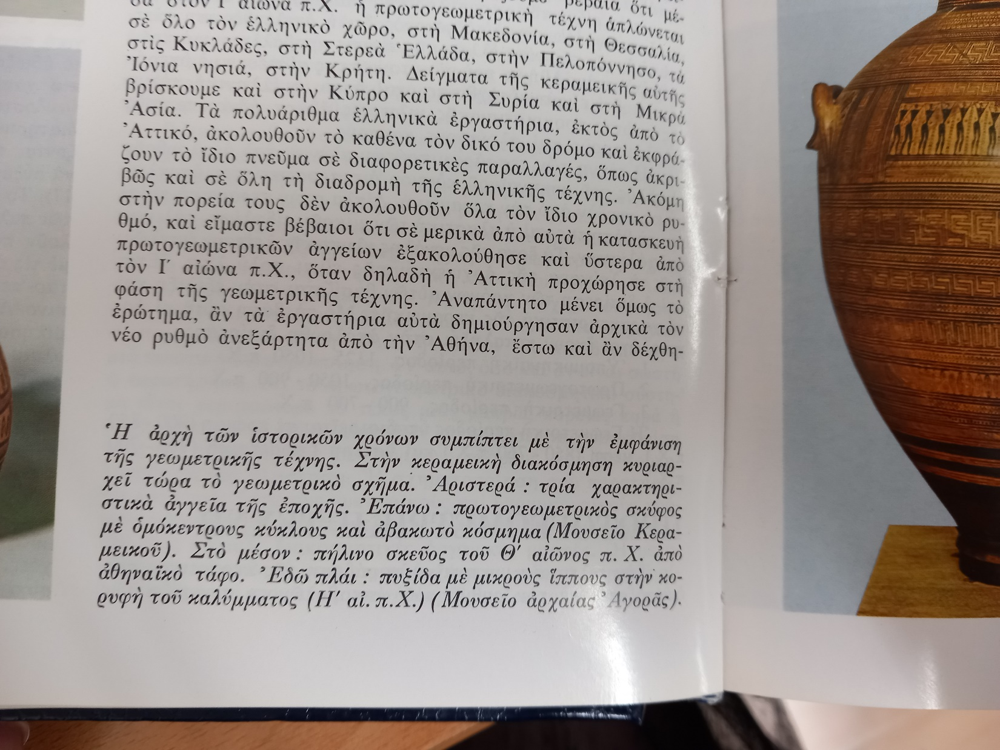 στὸν Ι΄ αἰώνα π.Χ. ἡ πρωτογεωμετρικὴ τέχνη ἁπλώνεται
βέβαια ὅτι μέ-
σὲ ὅλο τὸν ἑλληνικὸ χῶρο, στὴ Μακεδονία, στὴ Θεσσαλία,
στὶς Κυκλάδες, στὴ Στερεὰ Ἑλλάδα, στὴν Πελοπόννησο, τὰ
Ἰόνια νησιά, στὴν Κρήτη. Δείγματα τῆς κεραμεικῆς αὐτῆς
βρίσκουμε καὶ στὴν Κύπρο καὶ στὴ Συρία καὶ στὴ Μικρὰ
Ἀσία. Τὰ πολυάριθμα ἑλληνικὰ ἐργαστήρια, ἐκτὸς ἀπὸ τὸ
Ἀττικό, ἀκολουθοῦν τὸ καθένα τὸν δικό του δρόμο καὶ ἐκφρά-
ζουν τὸ ἴδιο πνεῦμα σὲ διαφορετικὲς παραλλαγές, ὅπως ἀκρι-
βῶς καὶ σὲ ὅλη τὴ διαδρομὴ τῆς ἑλληνικῆς τέχνης. Ἀκόμη
στὴν πορεία τους δὲν ἀκολουθοῦν ὅλα τὸν ἴδιο χρονικὸ ρυ-
θμό, καὶ εἴμαστε βέβαιοι ὅτι σὲ μερικὰ ἀπὸ αὐτὰ ἡ κατασκευὴ
πρωτογεωμετρικῶν ἀγγείων ἐξακολούθησε καὶ ὕστερα ἀπὸ
τὸν Ι΄ αἰώνα π.Χ., ὅταν δηλαδὴ ἡ Ἀττικὴ προχώρησε στὴ
φάση τῆς γεωμετρικῆς τέχνης. Ἀναπάντητο μένει ὅμως τὸ
ἐρώτημα, ἂν τὰ ἐργαστήρια αὐτὰ δημιούργησαν ἀρχικὰ τὸν
νέο ρυθμὸ ἀνεξάρτητα ἀπὸ τὴν Ἀθήνα, ἔστω καὶ ἂν δέχθη-
Ἡ ἀρχὴ τῶν ἱστορικῶν χρόνων συμπίπτει μὲ τὴν ἐμφάνιση
τῆς γεωμετρικῆς τέχνης. Στὴν κεραμεικὴ διακόσμηση κυριαρ-
χεῖ τώρα τὸ γεωμετρικὸ σχῆμα. Ἀριστερά : τρία χαρακτηρι-
στικὰ ἀγγεῖα τῆς ἐποχῆς. Ἐπάνω : πρωτογεωμετρικὸς σκύφος
μὲ ὁμόκεντρους κύκλους καὶ ἀβακωτὸ κόσμημα (Μουσεῖο Κερα-
μεικοῦ). Στὸ μέσον : πήλινο σκεῦος τοῦ Θ΄ αἰῶνος π. Χ. ἀπὸ
ἀθηναϊκὸ τάφο. Ἐδῶ πλάι : πυξίδα μὲ μικροὺς ἵππους στὴν κο-
ρυφὴ τοῦ καλύμματος (Η΄ αἰ. π.Χ.) (Μουσεῖο ἀρχαίας Ἀγορᾶς).